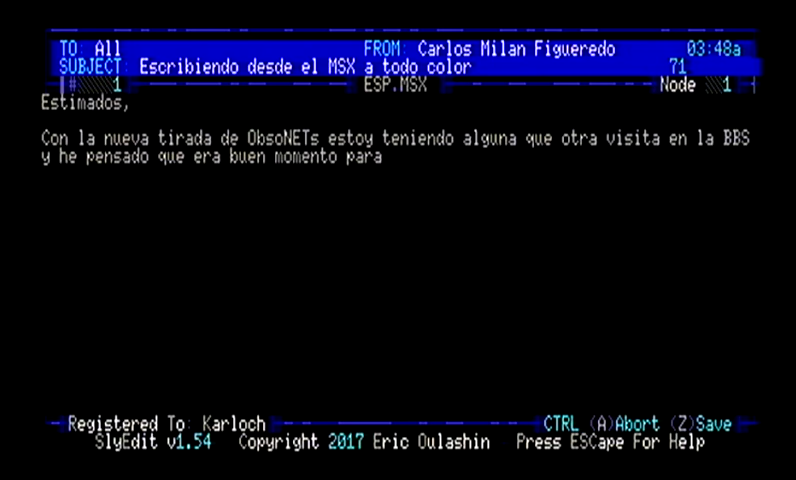 TO: All FROM: Carlos Milan Figueredo 03:48a
SUBJECT: Escribiendo desde el MSX a todo color 71
# 1 ESP.MSX Node 1
Estimados,
Con la nueva tirada de ObsoNETs estoy teniendo alguna que otra visita en la BBS
y he pensado que era buen momento para
Registered To: Karloch CTRL (A)Abort (Z)Save
SlyEdit v1.54 Copyright 2017 Eric Oulashin Press ESCape For Help